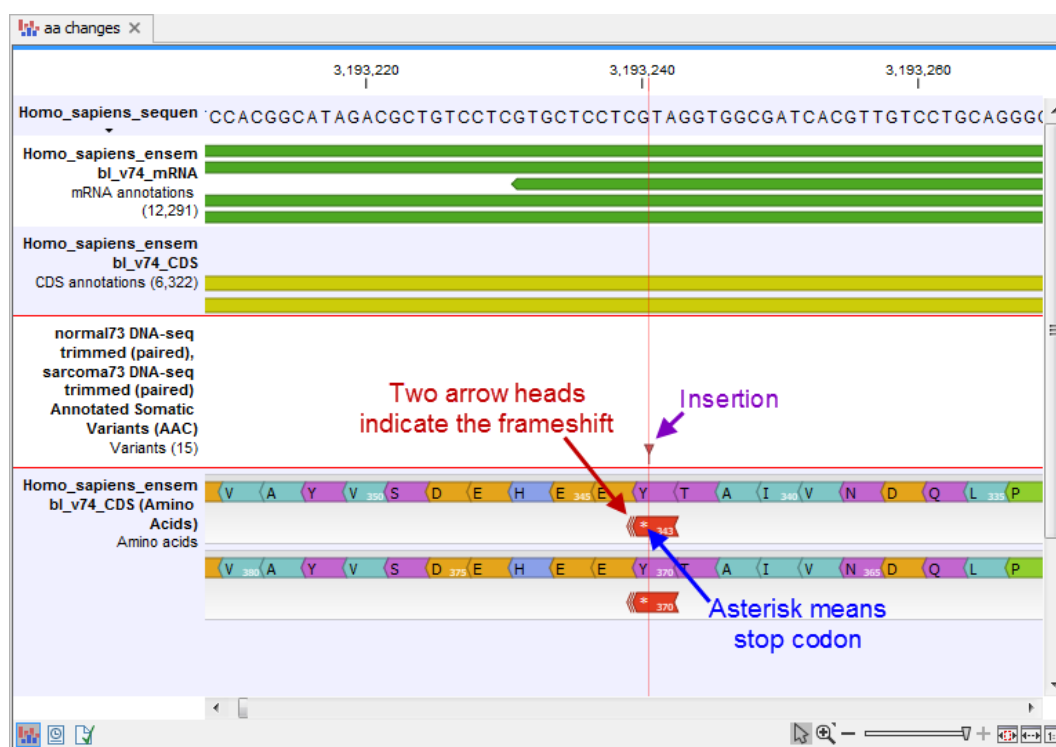 aa changes
3,193,220 3,193,240 3,193,260
Homo_sapiens_sequen CCACGGCATAGACGCTGTCCTCGTGCTCCTCGTAGGTGGCGATCACGTTGTCCTGCAGGG
Homo_sapiens_ensem
bl_v74_mRNA
mRNA annotations
(12,291)
Homo_sapiens_ensem
bl_v74_CDS
CDS annotations (6,322)
normal73 DNA-seq
trimmed (paired),
sarcoma73 DNA-seq
trimmed (paired)
Annotated Somatic
Variants (AAC)
Variants (15)
Two arrow heads
indicate the frameshift
Insertion
Homo_sapiens_ensem
bl_v74_CDS (Amino
Acids)
Amino acids
V A Y V 350 S D E H E 345 E Y T A I 340 V N D Q L 335 P
* 343
V 380 A Y V S D 375 E H E E Y 370 T A I V N 365 D Q L P
* 370
Asterisk means
stop codon